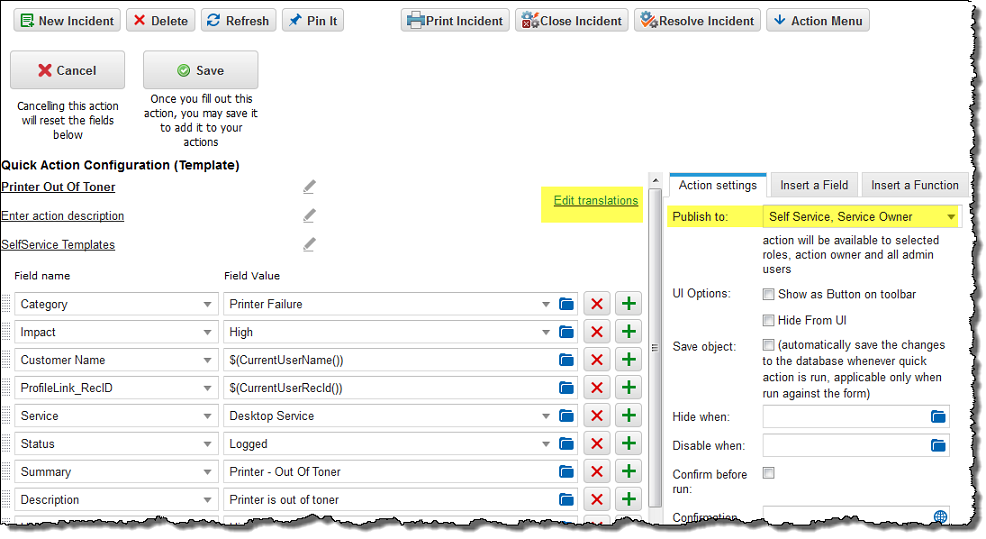 New Incident
Delete
Refresh
Pin It
Print Incident
Close Incident
Resolve Incident
Action Menu
Cancel
Save
Cancelling this action
will reset the fields
below
Once you fill out this
action, you may save it
to add it to your
actions
Quick Action Configuration (Template)
Printer Out Of Toner
Enter action description
SelfService Templates
Edit translations
Field name Field Value
Category Printer Failure
Impact High
Customer Name $(CurrentUserName())
ProfileLink_RecID $(CurrentUserRecId())
Service Desktop Service
Status Logged
Summary Printer - Out Of Toner
Description Printer is out of toner
Action settings Insert a Field Insert a Function
Publish to: Self Service, Service Owner
action will be available to selected
roles, action owner and all admin
users
UI Options: Show as Button on toolbar
Hide From UI
Save object: (automatically save the changes
to the database whenever quick
action is run, applicable only when
run against the form)
Hide when:
Disable when:
Confirm before
run:
Confirmation